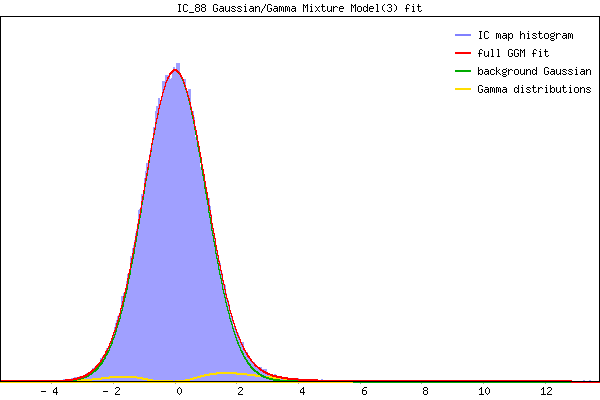 IC_88 Gaussian/Gamma Mixture Model(3) fit
IC map histogram
full GGM fit
background Gaussian
Gamma distributions
-4 -2 0 2 4 6 8 10 12